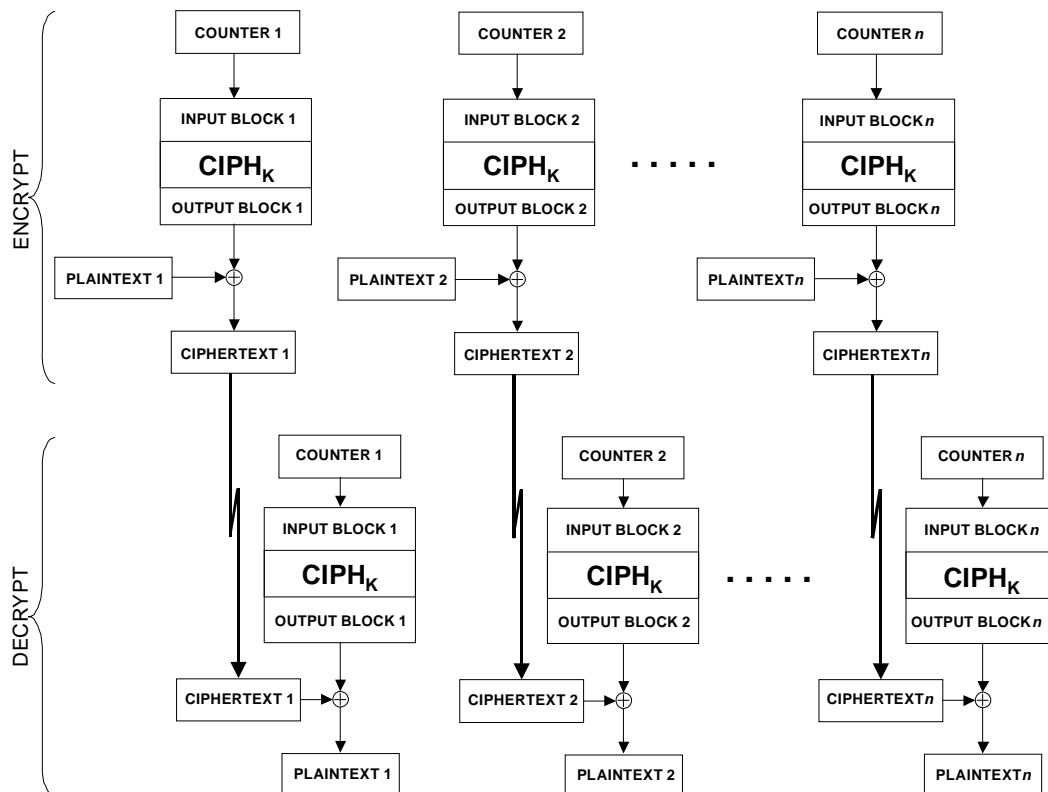 ENCRYPT
COUNTER 1
COUNTER 2
COUNTER n
INPUT BLOCK 1
INPUT BLOCK 2
INPUT BLOCK n
CIPHK
CIPHK
CIPHK
OUTPUT BLOCK 1
OUTPUT BLOCK 2
OUTPUT BLOCK n
PLAINTEXT 1
PLAINTEXT 2
PLAINTEXT n
CIPHERTEXT 1
CIPHERTEXT 2
CIPHERTEXT n
DECRYPT
COUNTER 1
COUNTER 2
COUNTER n
INPUT BLOCK 1
INPUT BLOCK 2
INPUT BLOCK n
CIPHK
CIPHK
CIPHK
OUTPUT BLOCK 1
OUTPUT BLOCK 2
OUTPUT BLOCK n
CIPHERTEXT 1
CIPHERTEXT 2
CIPHERTEXT n
PLAINTEXT 1
PLAINTEXT 2
PLAINTEXT n